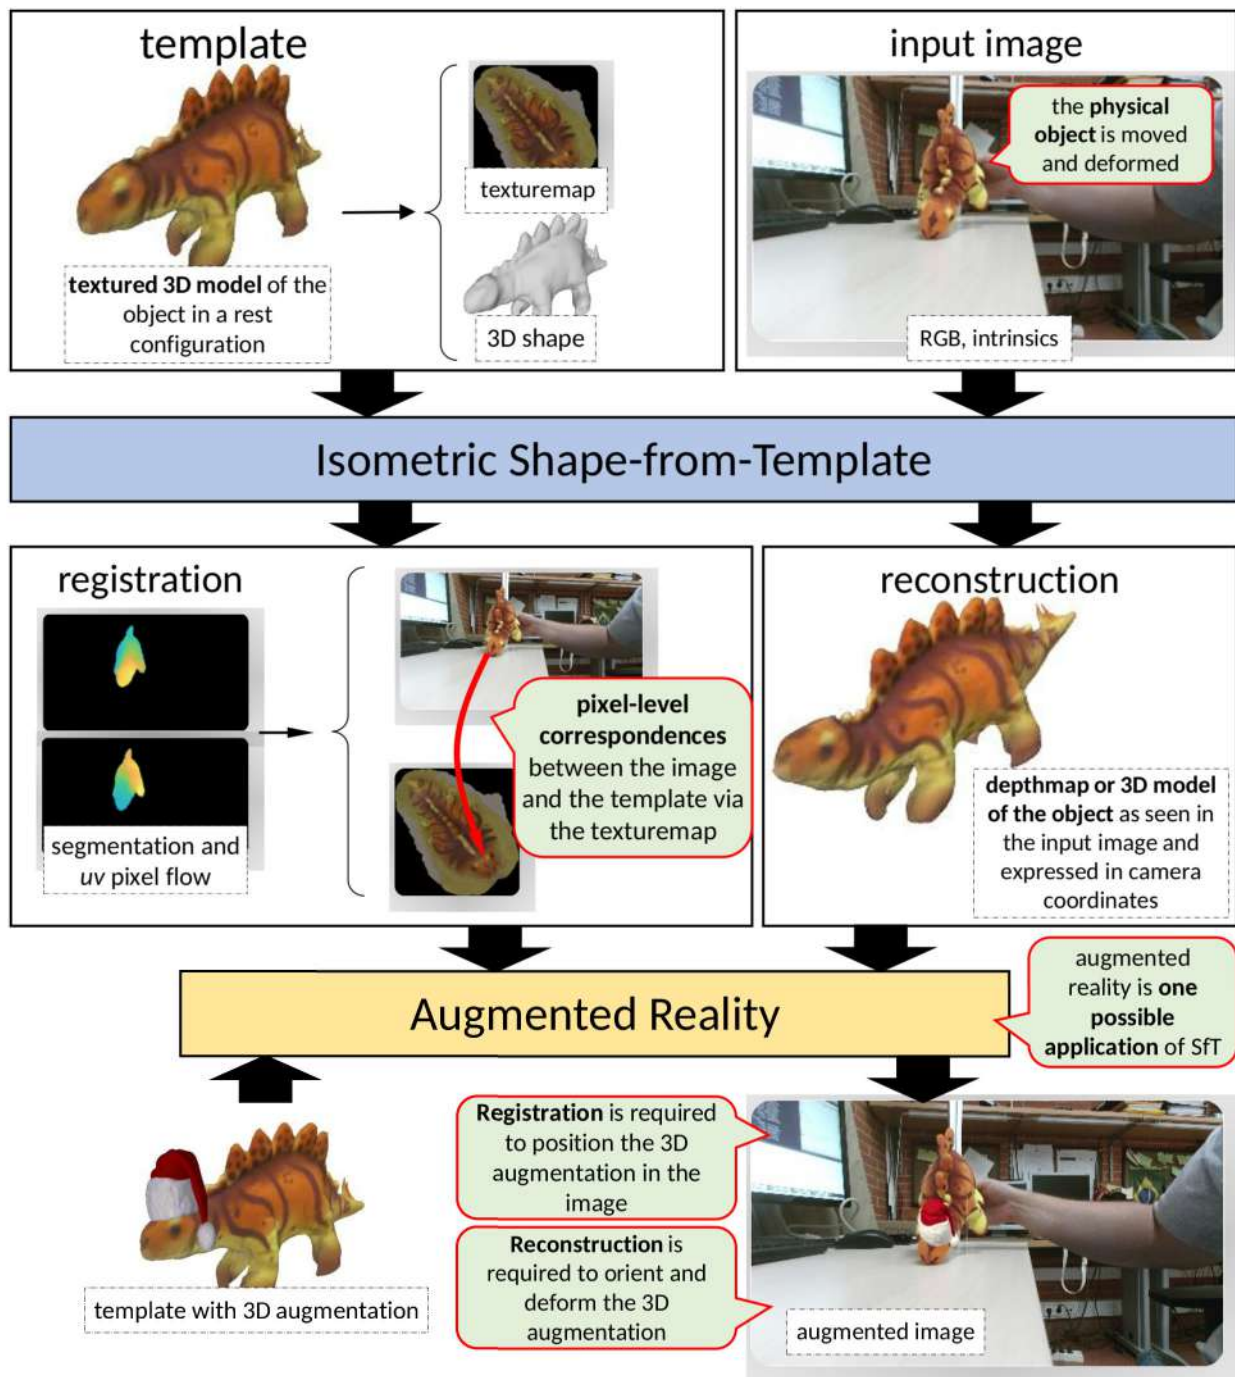 template
texturemap
3D shape
textured 3D model of the
object in a rest
configuration
input image
the physical
object is moved
and deformed
RGB, intrinsics
Isometric Shape-from-Template
registration
segmentation and
uv pixel flow
pixel-level
correspondences
between the image
and the template via
the texturemap
reconstruction
depthmap or 3D model
of the object as seen in
the input image and
expressed in camera
coordinates
Augmented Reality
augmented
reality is one
possible
application of SfT
template with 3D augmentation
Registration is required
to position the 3D
augmentation in the
image
Reconstruction is
required to orient and
deform the 3D
augmentation
augmented image